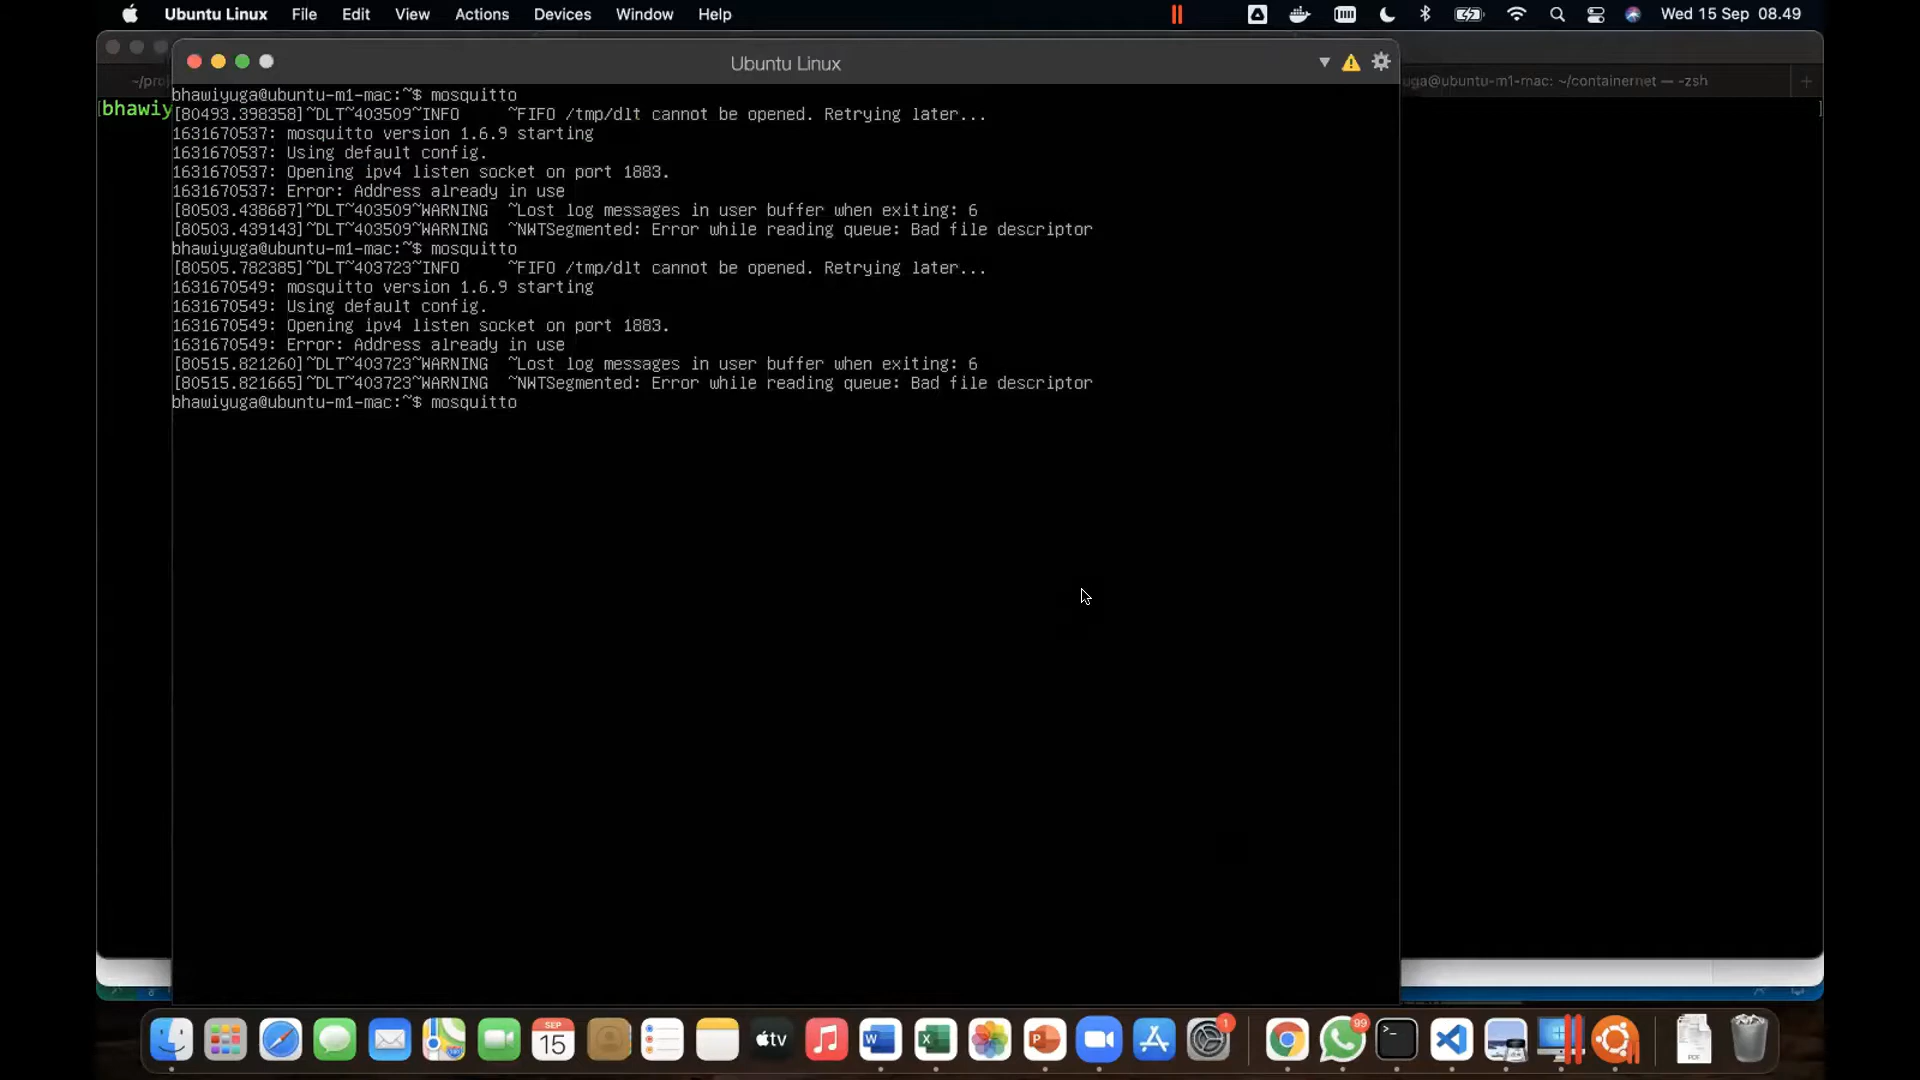 Ubuntu Linux File Edit View Actions Devices Window Help Wed 15 Sep 08.49
Ubuntu Linux
~/pro
uga@ubuntu-m1-mac: ~/containernet — -zsh
[bhawiy
bhawiyuga@ubuntu-m1-mac:~$ mosquitto
[80493.398358]~DLT~403509~INFO     ~FIFO /tmp/dlt cannot be opened. Retrying later...
1631670537: mosquitto version 1.6.9 starting
1631670537: Using default config.
1631670537: Opening ipv4 listen socket on port 1883.
1631670537: Error: Address already in use
[80503.438687]~DLT~403509~WARNING  ~Lost log messages in user buffer when exiting: 6
[80503.439143]~DLT~403509~WARNING  ~NWTSegmented: Error while reading queue: Bad file descriptor
bhawiyuga@ubuntu-m1-mac:~$ mosquitto
[80505.782385]~DLT~403723~INFO     ~FIFO /tmp/dlt cannot be opened. Retrying later...
1631670549: mosquitto version 1.6.9 starting
1631670549: Using default config.
1631670549: Opening ipv4 listen socket on port 1883.
1631670549: Error: Address already in use
[80515.821260]~DLT~403723~WARNING  ~Lost log messages in user buffer when exiting: 6
[80515.821665]~DLT~403723~WARNING  ~NWTSegmented: Error while reading queue: Bad file descriptor
bhawiyuga@ubuntu-m1-mac:~$ mosquitto
SEP
15
tv
W
X
P
1
99
>_
PDF